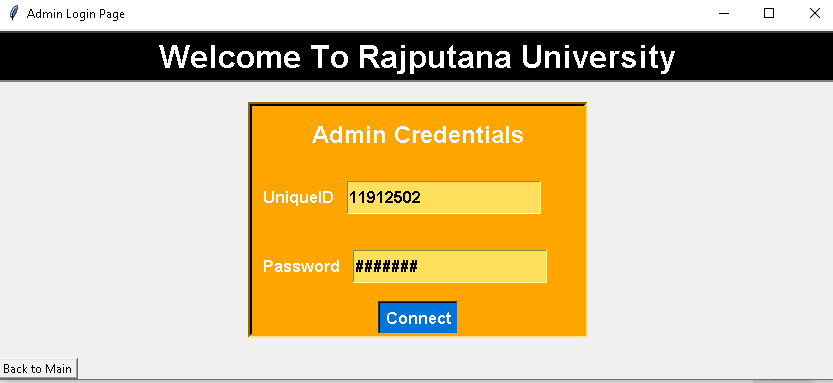 Admin Login Page
Welcome To Rajputana University
Admin Credentials
UniqueID 11912502
Password #######
Connect
Back to Main